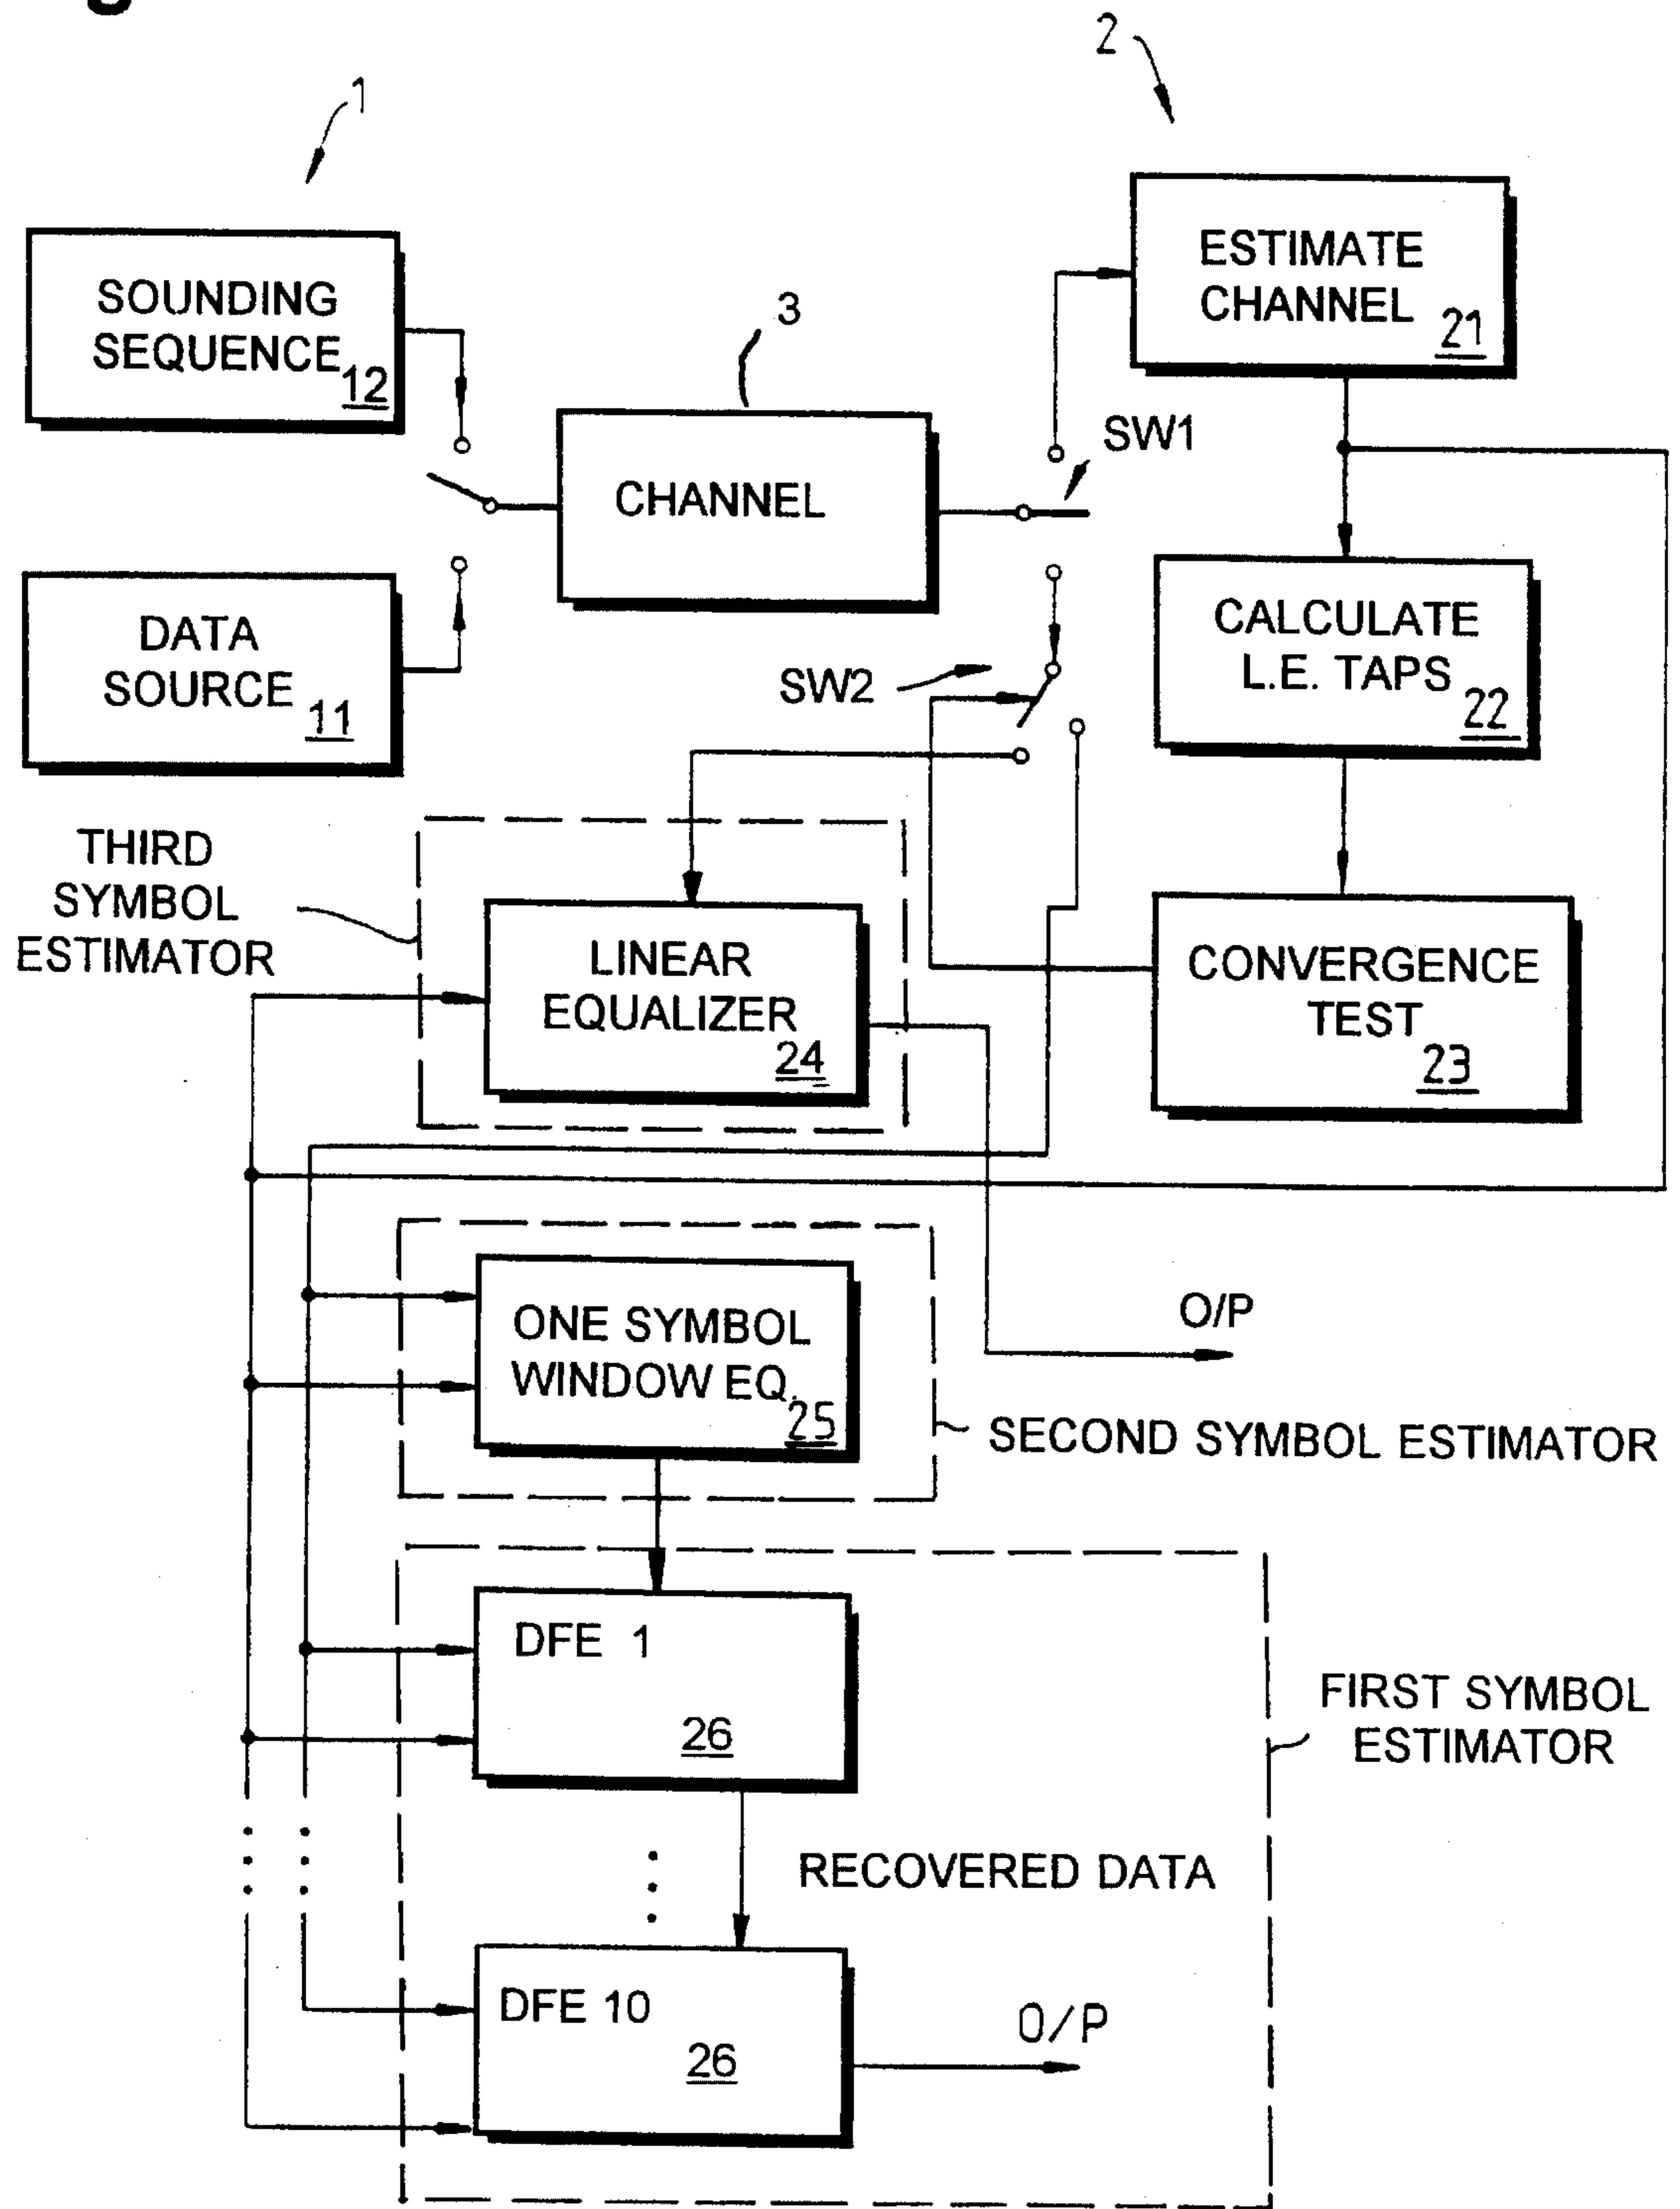 2
1
SOUNDING
SEQUENCE
12
ESTIMATE
CHANNEL
21
3
SW1
CHANNEL
DATA
SOURCE
11
CALCULATE
L.E. TAPS
22
SW2
THIRD
SYMBOL
ESTIMATOR
LINEAR
EQUALIZER
24
CONVERGENCE
TEST
23
ONE SYMBOL
WINDOW EQ.
25
O/P
SECOND SYMBOL ESTIMATOR
DFE 1
26
FIRST SYMBOL
ESTIMATOR
RECOVERED DATA
DFE 10
26
O/P